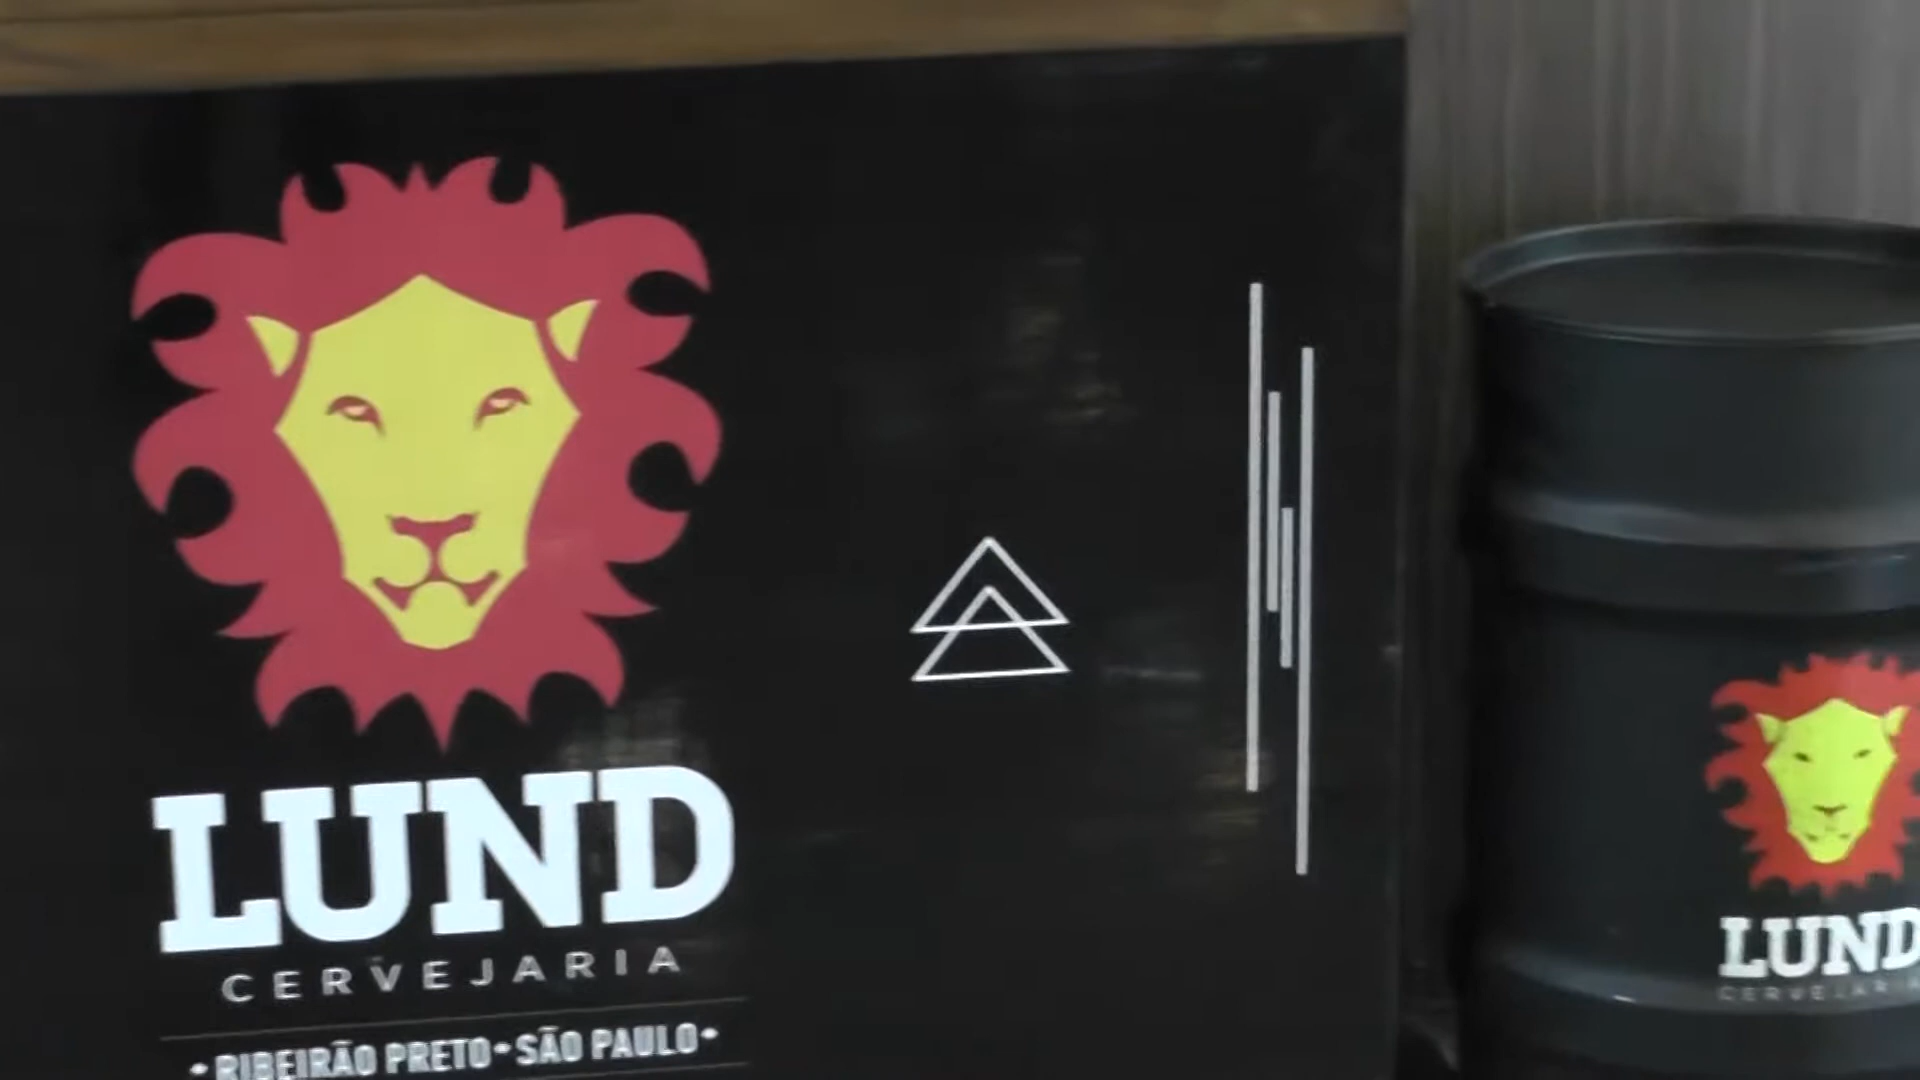 LUND
CERVEJARIA
•RIBEIRÃO PRETO•SÃO PAULO•
LUND
CERVEJARIA